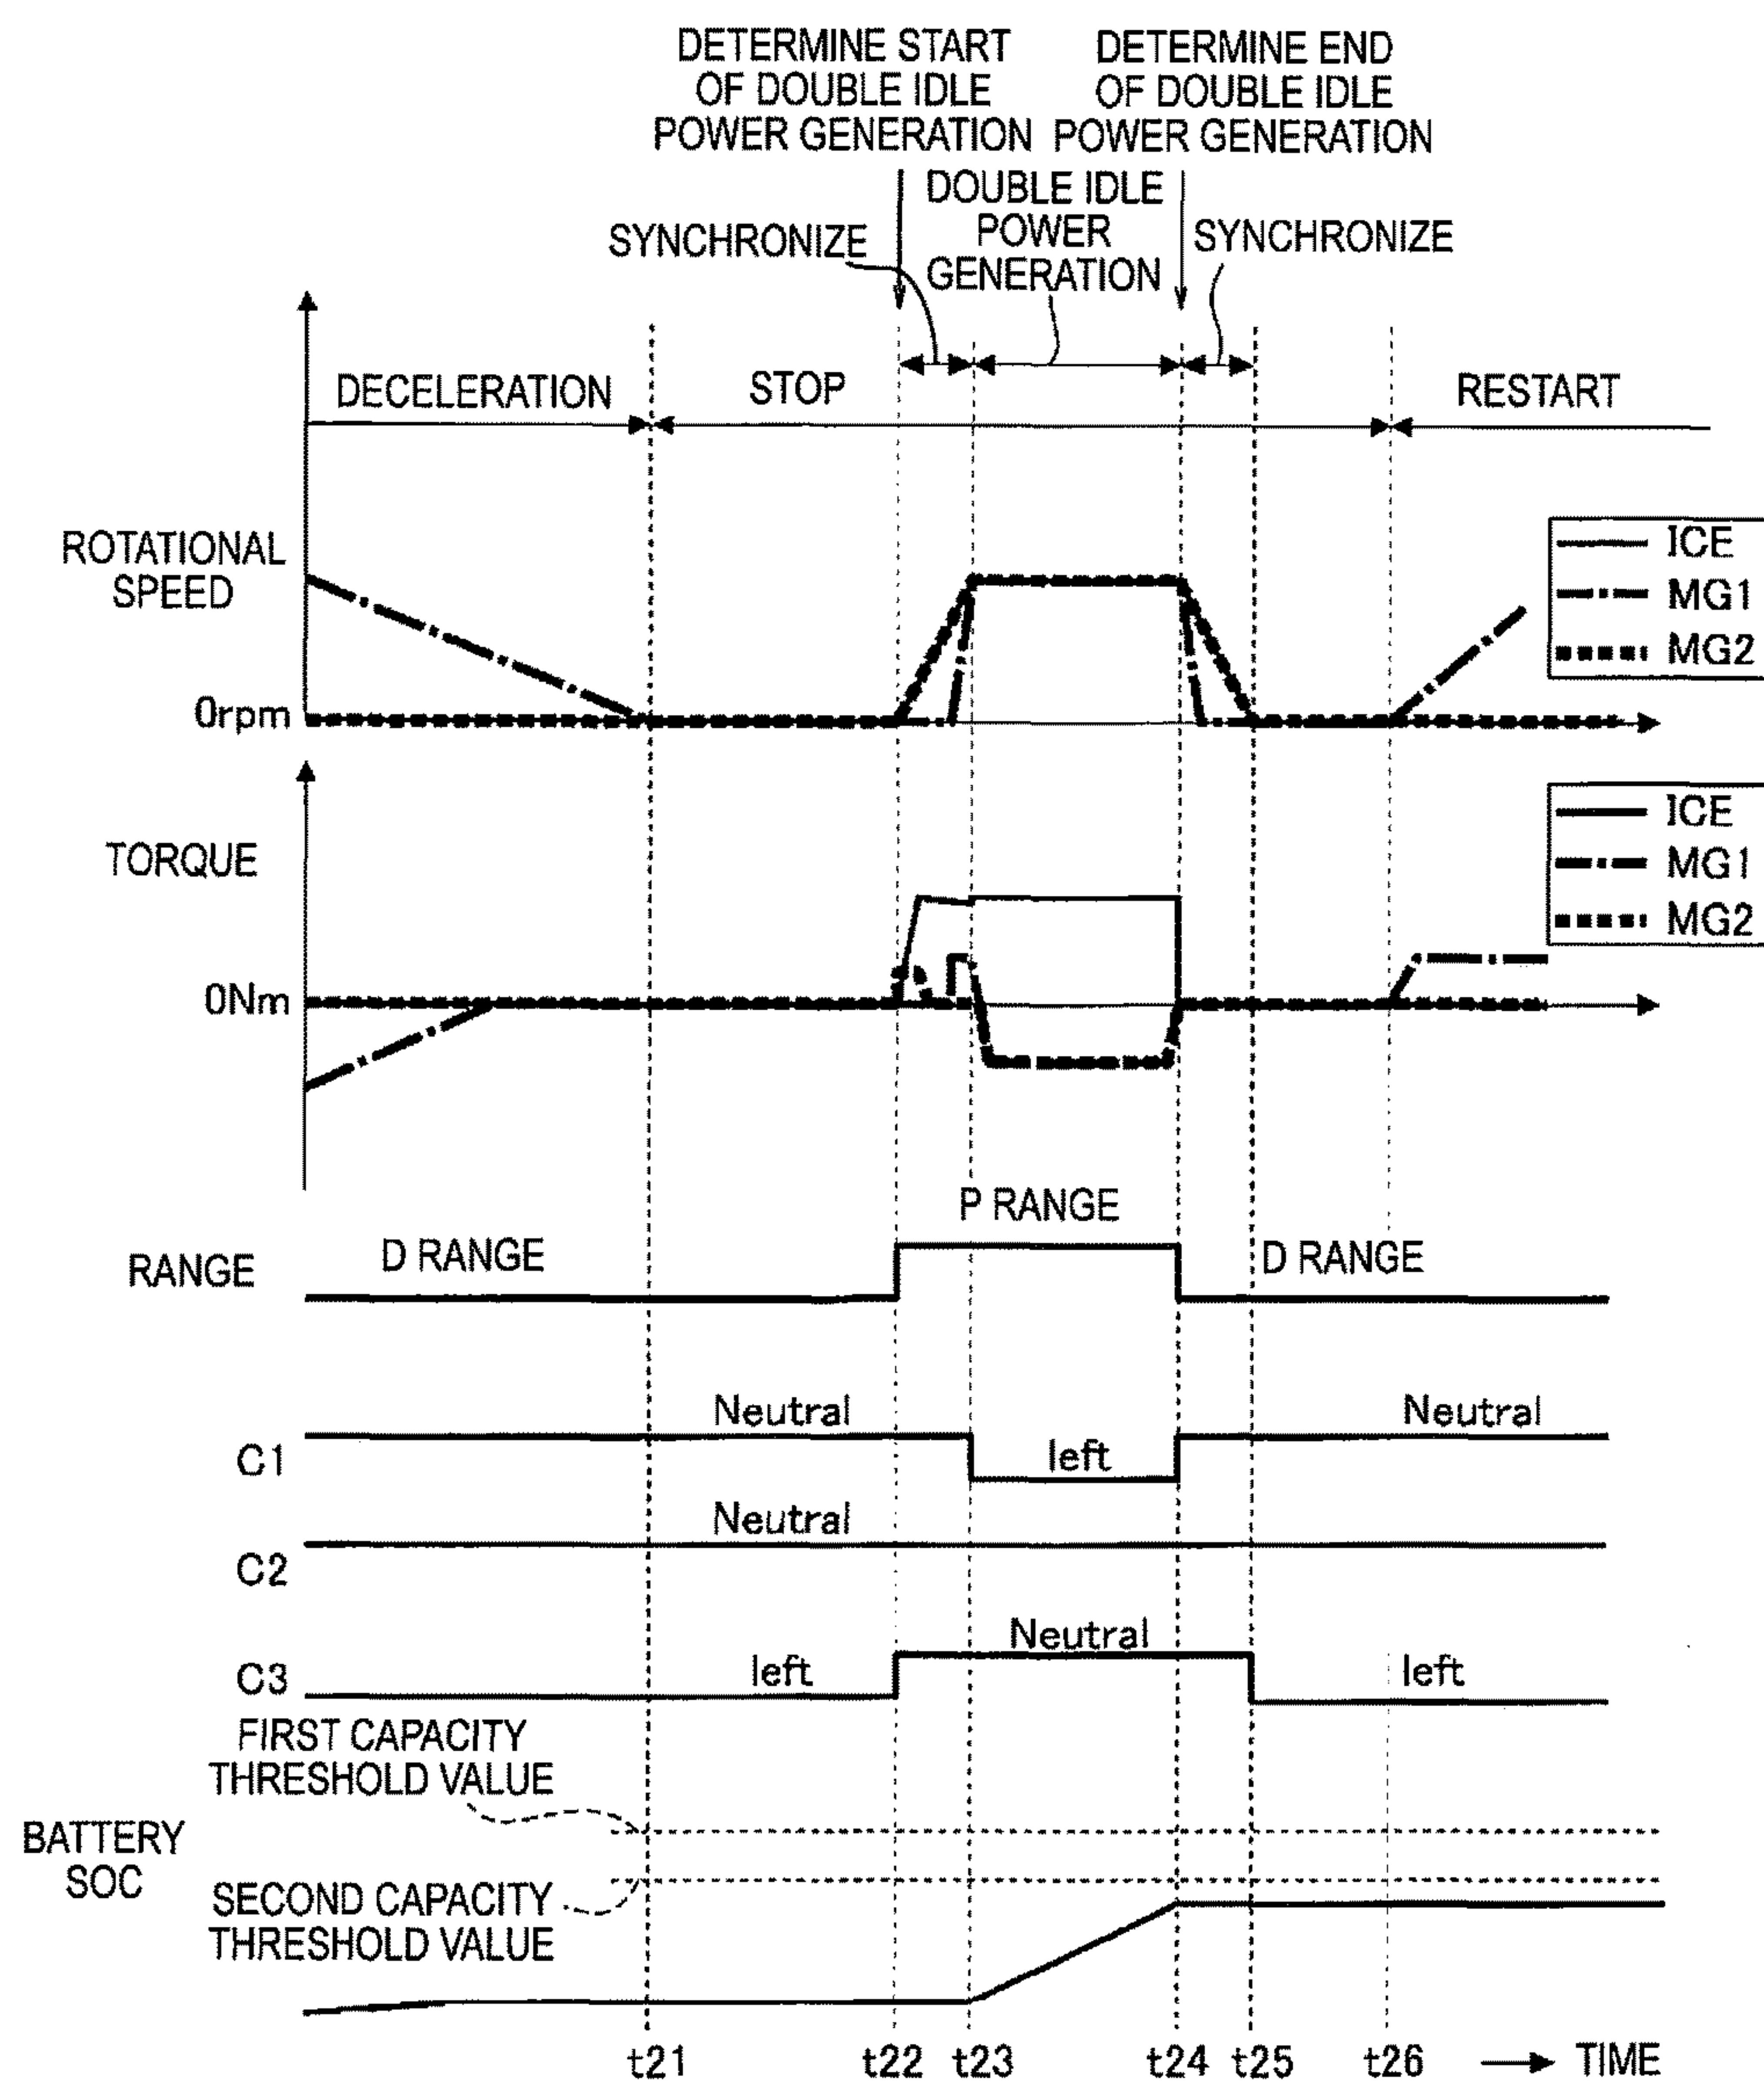 DETERMINE START
OF DOUBLE IDLE
POWER GENERATION
DETERMINE END
OF DOUBLE IDLE
POWER GENERATION
DOUBLE IDLE
POWER
GENERATION
SYNCHRONIZE
SYNCHRONIZE
DECELERATION
STOP
RESTART
ROTATIONAL
SPEED
ICE
MG1
MG2
0rpm
TORQUE
ICE
MG1
MG2
0Nm
P RANGE
RANGE
D RANGE
D RANGE
Neutral
Neutral
C1
left
Neutral
C2
Neutral
C3
left
left
FIRST CAPACITY
THRESHOLD VALUE
BATTERY
SOC
SECOND CAPACITY
THRESHOLD VALUE
t21
t22
t23
t24
t25
t26
TIME